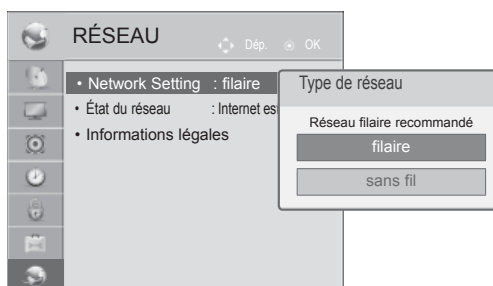 RÉSEAU
Dép. OK
• Network Setting : filaire
• État du réseau : Internet est
• Informations légales
Type de réseau
Réseau filaire recommandé
filaire
sans fil